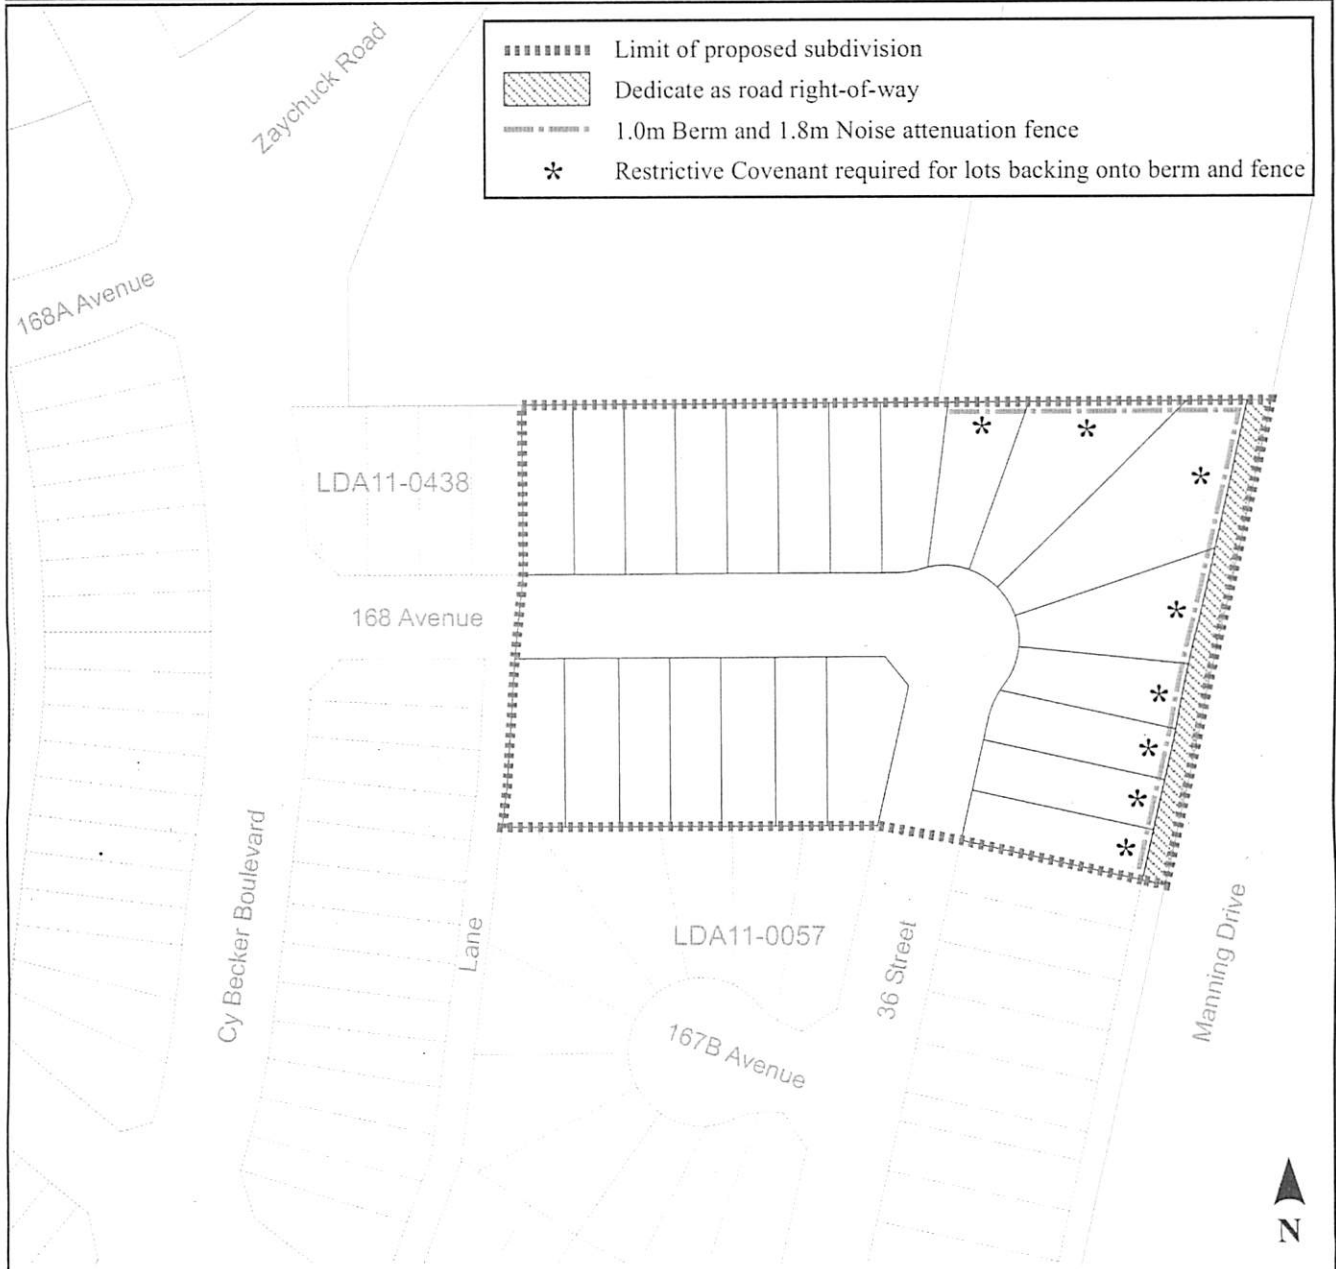 Limit of proposed subdivision
Dedicate as road right-of-way
1.0m Berm and 1.8m Noise attenuation fence
* Restrictive Covenant required for lots backing onto berm and fence
Zaychuck Road
168A Avenue
LDA11-0438
* *
*
168 Avenue
*
*
*
*
*
Cy Becker Boulevard
Lane
LDA11-0057
36 Street
Manning Drive
167B Avenue
N